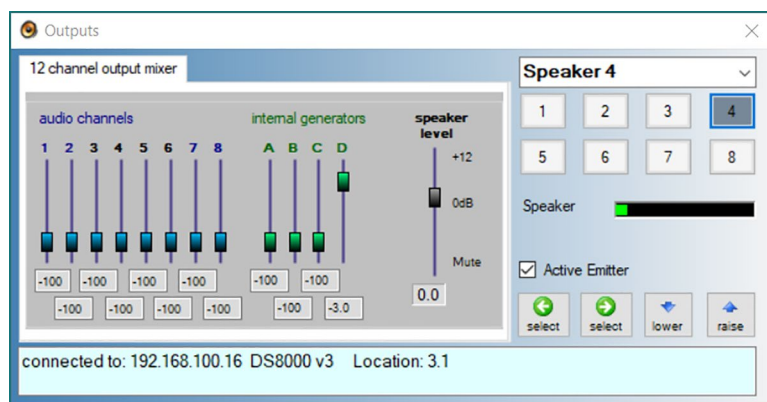 Outputs
12 channel output mixer
audio channels
internal generators
speaker level
1 2 3 4 5 6 7 8
A B C D
+12
0dB
Mute
-100 -100 -100 -100
-100 -100 -100 -100
-100 -100
-100 -3.0
0.0
Speaker 4
1 2 3 4
5 6 7 8
Speaker
Active Emitter
select select lower raise
connected to: 192.168.100.16 DS8000 v3 Location: 3.1